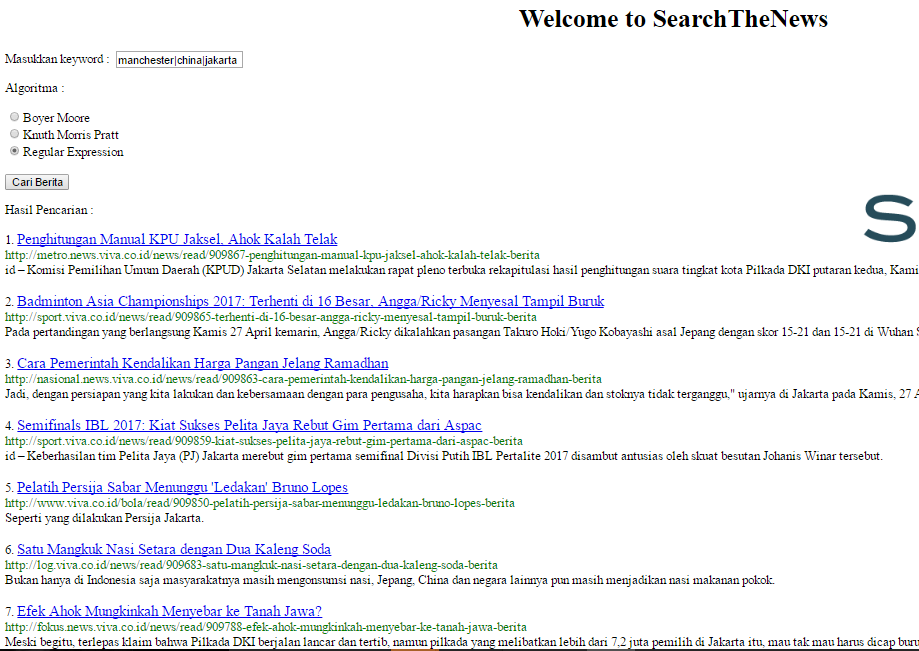 Welcome to SearchTheNews
Masukkan keyword : manchester|china|jakarta
Algoritma :
Boyer Moore
Knuth Morris Pratt
Regular Expression
Cari Berita
Hasil Pencarian :
S
1. Penghitungan Manual KPU Jaksel, Ahok Kalah Telak
http://metro.news.viva.co.id/news/read/909867-penghitungan-manual-kpu-jaksel-ahok-kalah-telak-berita
id – Komisi Pemilihan Umum Daerah (KPUD) Jakarta Selatan melakukan rapat pleno terbuka rekapitulasi hasil penghitungan suara tingkat kota Pilkada DKI putaran kedua, Kami
2. Badminton Asia Championships 2017: Terhenti di 16 Besar, Angga/Ricky Menyesal Tampil Buruk
http://sport.viva.co.id/news/read/909865-terhenti-di-16-besar-angga-ricky-menyesal-tampil-buruk-berita
Pada pertandingan yang berlangsung Kamis 27 April kemarin, Angga/Ricky dikalahkan pasangan Takuro Hoki/Yugo Kobayashi asal Jepang dengan skor 15-21 dan 15-21 di Wuhan S
3. Cara Pemerintah Kendalikan Harga Pangan Jelang Ramadhan
http://nasional.news.viva.co.id/news/read/909863-cara-pemerintah-kendalikan-harga-pangan-jelang-ramadhan-berita
Jadi, dengan persiapan yang kita lakukan dan kebersamaan dengan para pengusaha, kita harapkan bisa kendalikan dan stoknya tidak terganggu," ujarnya di Jakarta pada Kamis, 27 A
4. Semifinals IBL 2017: Kiat Sukses Pelita Jaya Rebut Gim Pertama dari Aspac
http://sport.viva.co.id/news/read/909859-kiat-sukses-pelita-jaya-rebut-gim-pertama-dari-aspac-berita
id – Keberhasilan tim Pelita Jaya (PJ) Jakarta merebut gim pertama semifinal Divisi Putih IBL Pertalite 2017 disambut antusias oleh skuat besutan Johanis Winar tersebut.
5. Pelatih Persija Sabar Menunggu 'Ledakan' Bruno Lopes
http://www.viva.co.id/bola/read/909850-pelatih-persija-sabar-menunggu-ledakan-bruno-lopes-berita
Seperti yang dilakukan Persija Jakarta.
6. Satu Mangkuk Nasi Setara dengan Dua Kaleng Soda
http://log.viva.co.id/news/read/909683-satu-mangkuk-nasi-setara-dengan-dua-kaleng-soda-berita
Bukan hanya di Indonesia saja masyarakatnya masih mengonsumsi nasi, Jepang, China dan negara lainnya pun masih menjadikan nasi makanan pokok.
7. Efek Ahok Mungkinkah Menyebar ke Tanah Jawa?
http://fokus.news.viva.co.id/news/read/909788-efek-ahok-mungkinkah-menyebar-ke-tanah-jawa-berita
Meski begitu, terlepas klaim bahwa Pilkada DKI berjalan lancar dan tertib, namun pilkada yang melibatkan lebih dari 7,2 juta pemilih di Jakarta itu, mau tak mau harus dicap buru